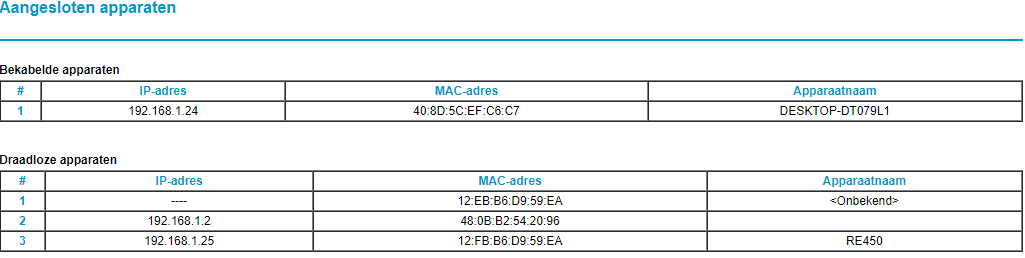 Aangesloten apparaten
Bekabelde apparaten
# IP-adres MAC-adres Apparaatnaam
1 192.168.1.24 40:8D:5C:EF:C6:C7 DESKTOP-DT079L1
Draadloze apparaten
# IP-adres MAC-adres Apparaatnaam
1 ---- 12:EB:B6:D9:59:EA <Onbekend>
2 192.168.1.2 48:0B:B2:54:20:96
3 192.168.1.25 12:FB:B6:D9:59:EA RE450